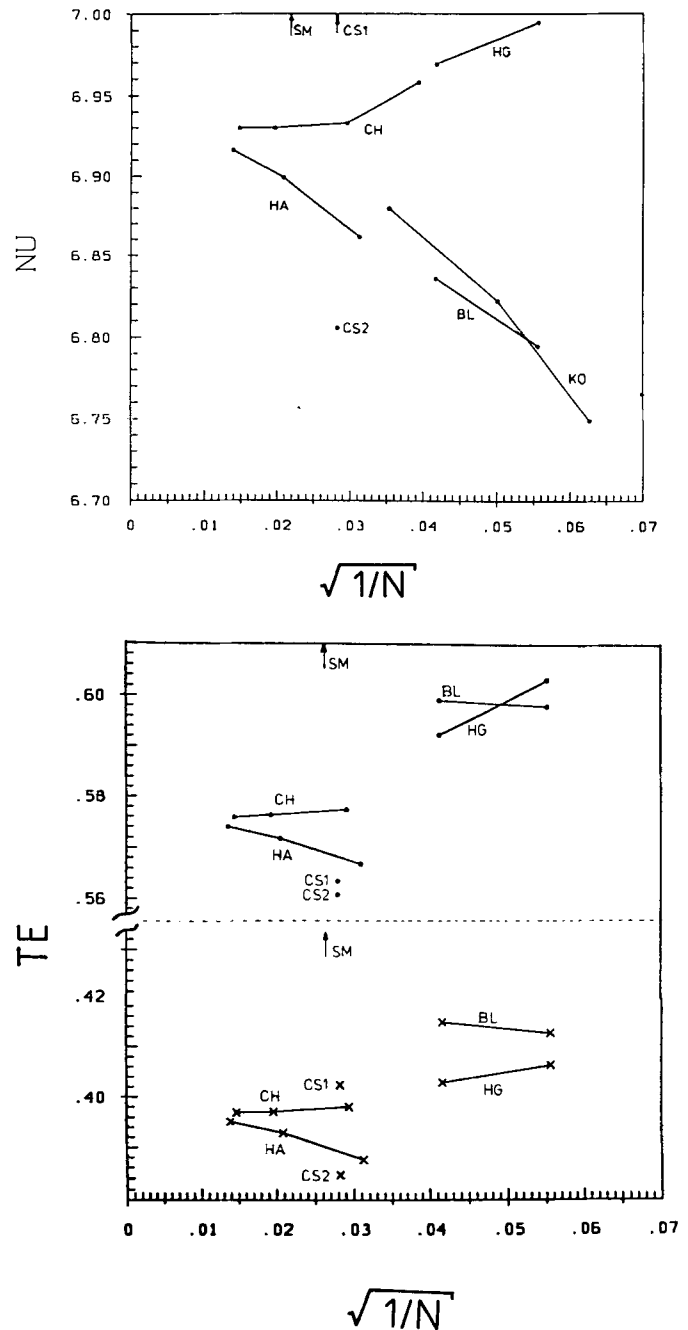 7.00
SM
CS1
HG
6.95
CH
6.90
HA
NU
6.85
BL
CS2
6.80
KO
6.75
6.70
0 .01 .02 .03 .04 .05 .06 .07
√1/N
SM
.60
BL
HG
.58
CH
HA
CS1
CS2
.56
TE
SM
.42
BL
CS1
HG
.40
CH
HA
CS2
0 .01 .02 .03 .04 .05 .06 .07
√1/N